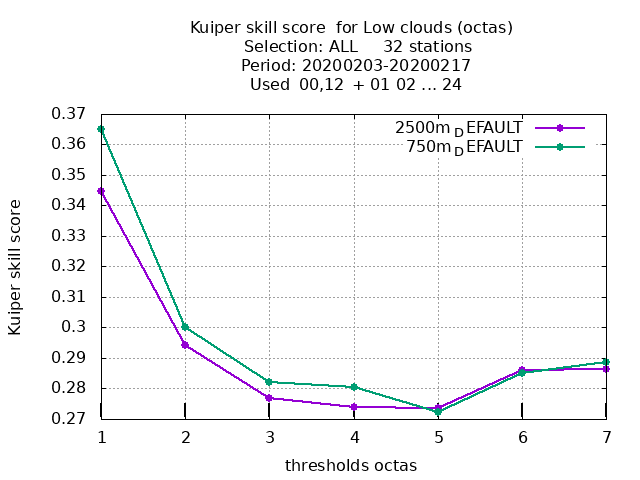 Kuiper skill score  for Low clouds (octas)
Selection: ALL     32 stations
Period: 20200203-20200217
Used  00,12  + 01 02 ... 24
0.37
0.36
0.35
0.34
0.33
0.32
0.31
0.3
0.29
0.28
0.27
Kuiper skill score
2500m_DEFAULT
750m_DEFAULT
1 2 3 4 5 6 7
thresholds octas